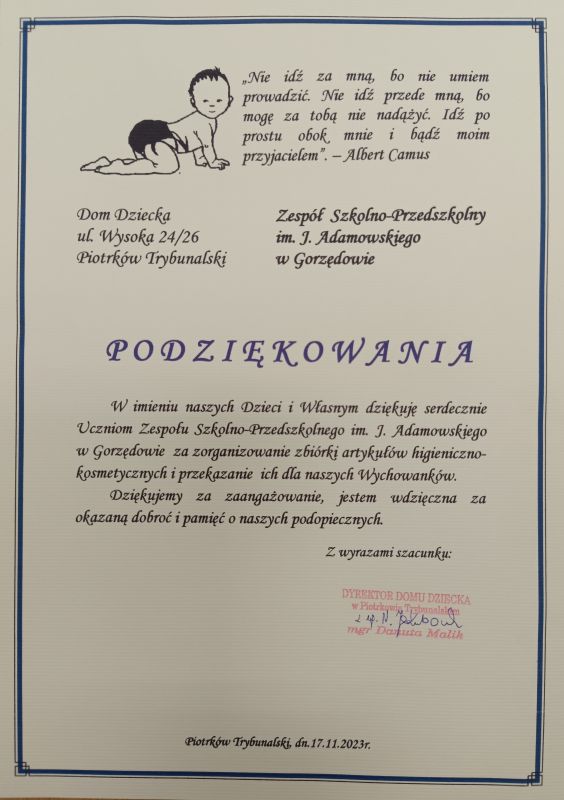 „Nie idź za mną, bo nie umiem
prowadzić. Nie idź przede mną, bo
mogę za tobą nie nadążyć. Idź po
prostu obok mnie i bądź moim
przyjacielem”. – Albert Camus
Dom Dziecka
ul. Wysoka 24/26
Piotrków Trybunalski
Zespół Szkolno-Przedszkolny
im. J. Adamowskiego
w Gorzędowie
PODZIĘKOWANIA
W imieniu naszych Dzieci i Własnym dziękuję serdecznie
Uczniom Zespołu Szkolno-Przedszkolnego im. J. Adamowskiego
w Gorzędowie za zorganizowanie zbiórki artykułów higieniczno-
kosmetycznych i przekazanie ich dla naszych Wychowanków.
Dziękujemy za zaangażowanie, jestem wdzięczna za
okazaną dobroć i pamięć o naszych podopiecznych.
Z wyrazami szacunku:
DYREKTOR DOMU DZIECKA
w Piotrkowie Trybunalskim
mgr Danuta Malik
Piotrków Trybunalski, dn.17.11.2023r.